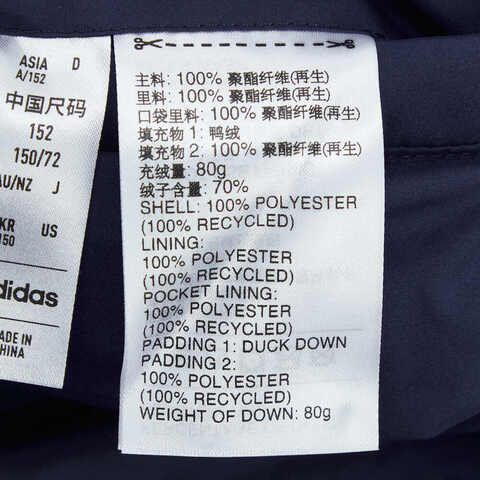 ASIA D
A/152
中国尺码
152
150/72
AU/NZ J
KR US
150
adidas
MADE IN
CHINA
主料: 100% 聚酯纤维(再生)
里料: 100% 聚酯纤维(再生)
口袋里料: 100% 聚酯纤维(再生)
填充物 1: 鸭绒
填充物 2: 100% 聚酯纤维(再生)
充绒量: 80g
绒子含量: 70%
SHELL: 100% POLYESTER
(100% RECYCLED)
LINING:
100% POLYESTER
(100% RECYCLED)
POCKET LINING:
100% POLYESTER
(100% RECYCLED)
PADDING 1: DUCK DOWN
PADDING 2:
100% POLYESTER
(100% RECYCLED)
WEIGHT OF DOWN: 80g